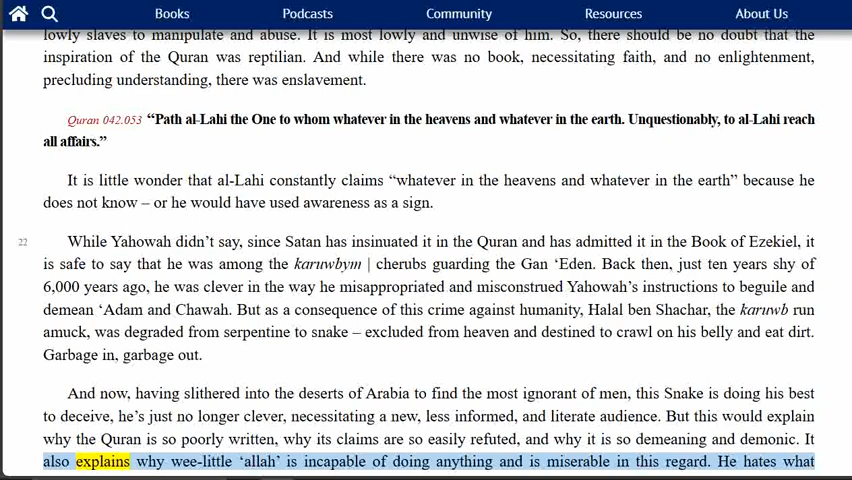 Books Podcasts Community Resources About Us
lowly slaves to manipulate and abuse. It is most lowly and unwise of him. So, there should be no doubt that the
inspiration of the Quran was reptilian. And while there was no book, necessitating faith, and no enlightenment,
precluding understanding, there was enslavement.
Quran 042.053 “Path al-Lahi the One to whom whatever in the heavens and whatever in the earth. Unquestionably, to al-Lahi reach
all affairs.”
It is little wonder that al-Lahi constantly claims “whatever in the heavens and whatever in the earth” because he
does not know – or he would have used awareness as a sign.
22 While Yahowah didn’t say, since Satan has insinuated it in the Quran and has admitted it in the Book of Ezekiel, it
is safe to say that he was among the karuwbym | cherubs guarding the Gan ‘Eden. Back then, just ten years shy of
6,000 years ago, he was clever in the way he misappropriated and misconstrued Yahowah’s instructions to beguile and
demean ‘Adam and Chawah. But as a consequence of this crime against humanity, Halal ben Shachar, the karuwb run
amuck, was degraded from serpentine to snake – excluded from heaven and destined to crawl on his belly and eat dirt.
Garbage in, garbage out.
And now, having slithered into the deserts of Arabia to find the most ignorant of men, this Snake is doing his best
to deceive, he’s just no longer clever, necessitating a new, less informed, and literate audience. But this would explain
why the Quran is so poorly written, why its claims are so easily refuted, and why it is so demeaning and demonic. It
also explains why wee-little ‘allah’ is incapable of doing anything and is miserable in this regard. He hates what